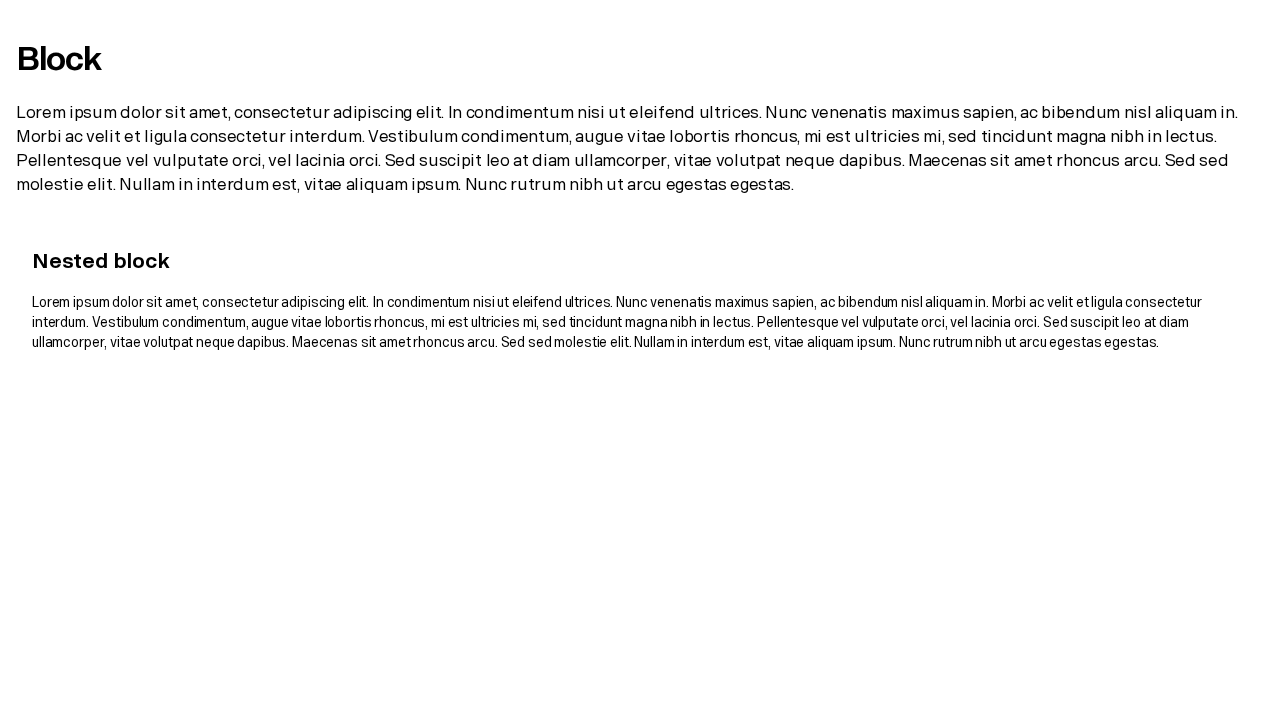 Block
Lorem ipsum dolor sit amet, consectetur adipiscing elit. In condimentum nisi ut eleifend ultrices. Nunc venenatis maximus sapien, ac bibendum nisl aliquam in.
Morbi ac velit et ligula consectetur interdum. Vestibulum condimentum, augue vitae lobortis rhoncus, mi est ultricies mi, sed tincidunt magna nibh in lectus.
Pellentesque vel vulputate orci, vel lacinia orci. Sed suscipit leo at diam ullamcorper, vitae volutpat neque dapibus. Maecenas sit amet rhoncus arcu. Sed sed
molestie elit. Nullam in interdum est, vitae aliquam ipsum. Nunc rutrum nibh ut arcu egestas egestas.
Nested block
Lorem ipsum dolor sit amet, consectetur adipiscing elit. In condimentum nisi ut eleifend ultrices. Nunc venenatis maximus sapien, ac bibendum nisl aliquam in. Morbi ac velit et ligula consectetur
interdum. Vestibulum condimentum, augue vitae lobortis rhoncus, mi est ultricies mi, sed tincidunt magna nibh in lectus. Pellentesque vel vulputate orci, vel lacinia orci. Sed suscipit leo at diam
ullamcorper, vitae volutpat neque dapibus. Maecenas sit amet rhoncus arcu. Sed sed molestie elit. Nullam in interdum est, vitae aliquam ipsum. Nunc rutrum nibh ut arcu egestas egestas.